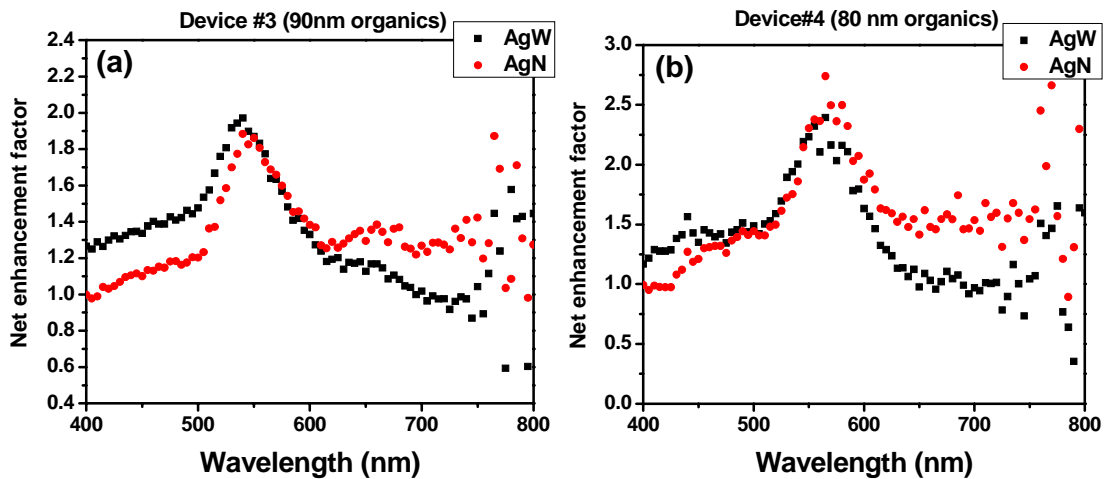 Device #3 (90nm organics)
(a)
AgW
AgN
Net enhancement factor
2.4
2.2
2.0
1.8
1.6
1.4
1.2
1.0
0.8
0.6
0.4
400 500 600 700 800
Wavelength (nm)
Device#4 (80 nm organics)
(b)
AgW
AgN
Net enhancement factor
3.0
2.5
2.0
1.5
1.0
0.5
0.0
400 500 600 700 800
Wavelength (nm)